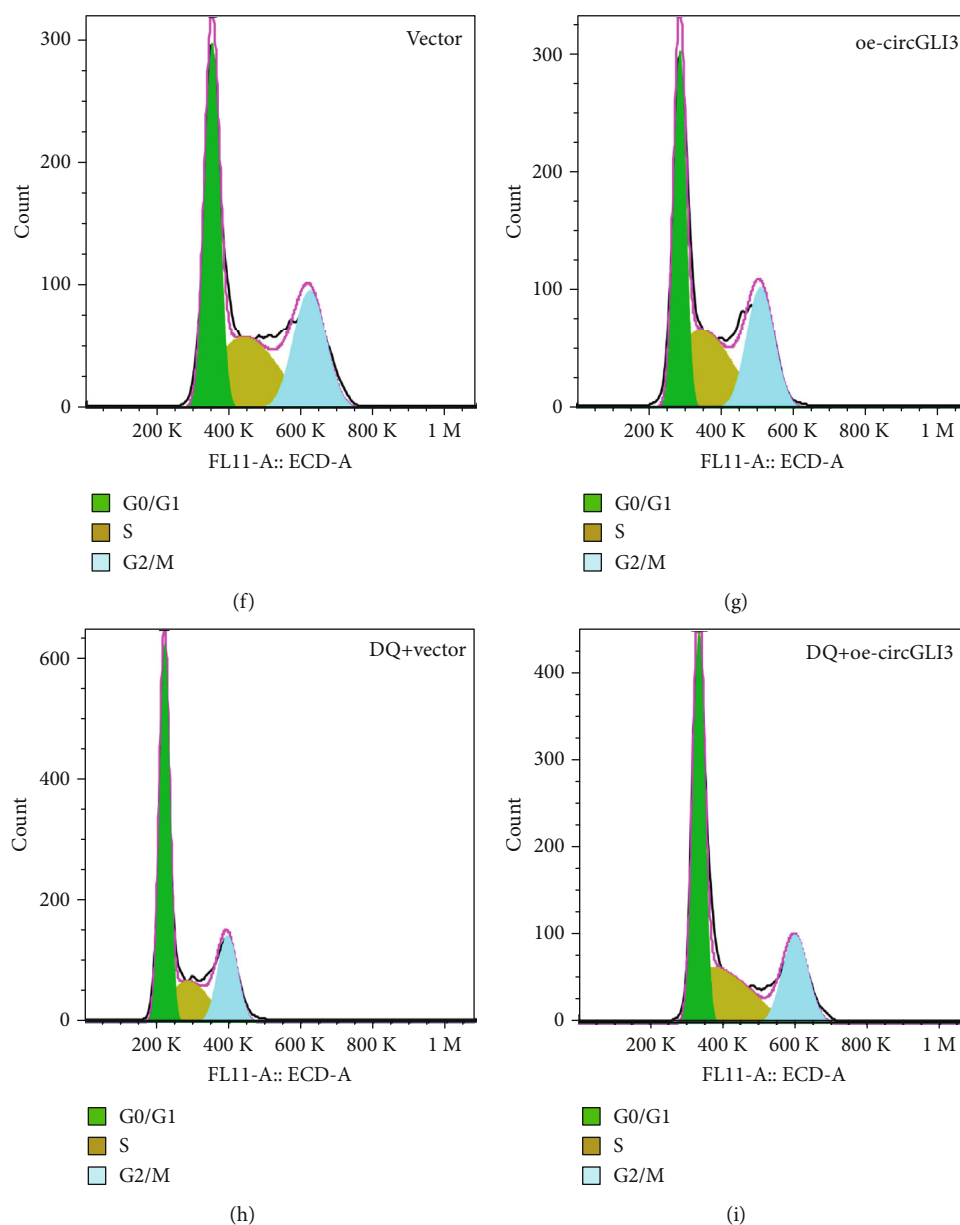 Vector
300
200
100
0
Count
200 K 400 K 600 K 800 K 1 M
FL11-A:: ECD-A
G0/G1
S
G2/M
(f)
oe-circGLI3
300
200
100
0
Count
200 K 400 K 600 K 800 K 1 M
FL11-A:: ECD-A
G0/G1
S
G2/M
(g)
DQ+vector
600
400
200
0
Count
200 K 400 K 600 K 800 K 1 M
FL11-A:: ECD-A
G0/G1
S
G2/M
(h)
DQ+oe-circGLI3
400
300
200
100
0
Count
200 K 400 K 600 K 800 K 1 M
FL11-A:: ECD-A
G0/G1
S
G2/M
(i)